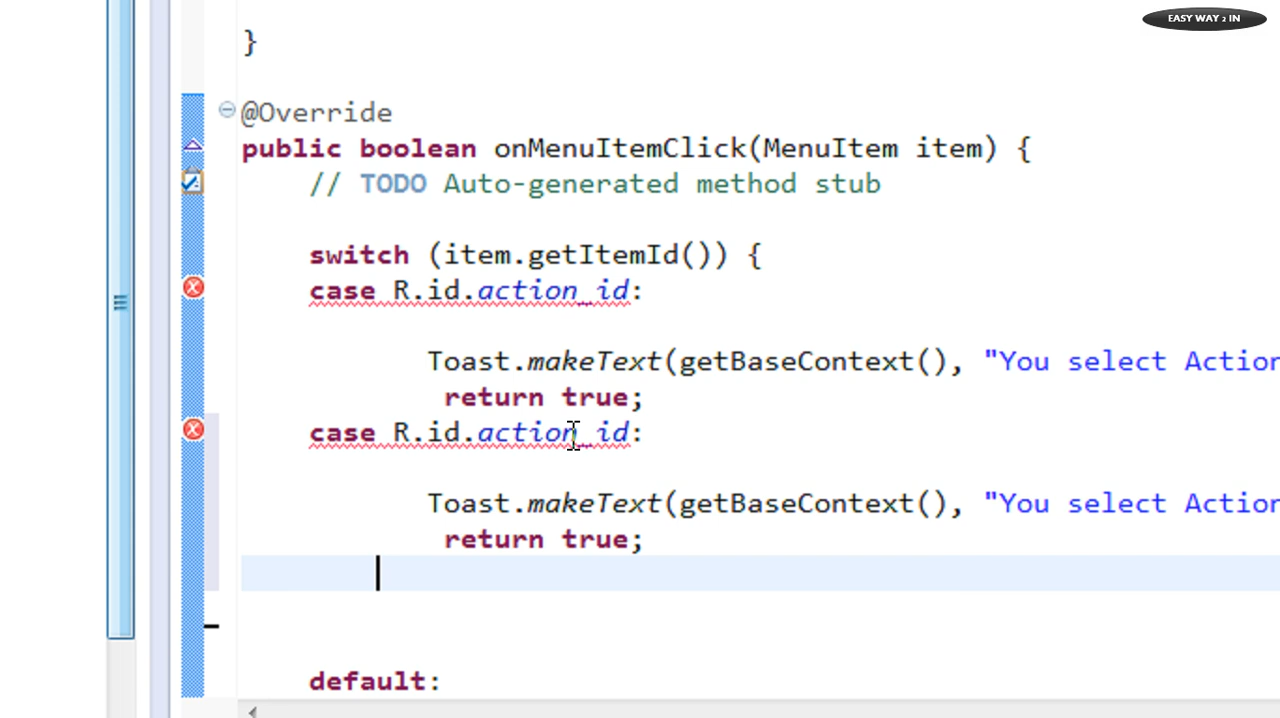 EASY WAY 2 IN
}
@Override
public boolean onMenuItemClick(MenuItem item) {
// TODO Auto-generated method stub
switch (item.getItemId()) {
case R.id.action_id:
Toast.makeText(getBaseContext(), "You select Action
return true;
case R.id.action_id:
Toast.makeText(getBaseContext(), "You select Action
return true;
default: